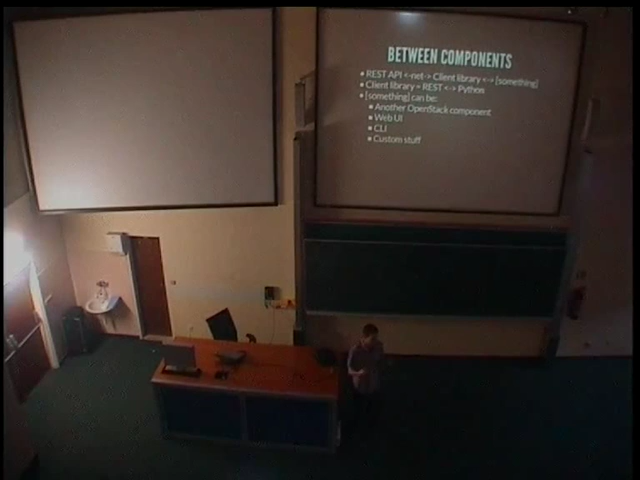 BETWEEN COMPONENTS
REST API <-net-> Client library <-> [something]
Client library = REST <-> Python
[something] can be:
Another OpenStack component
Web UI
CLI
Custom stuff